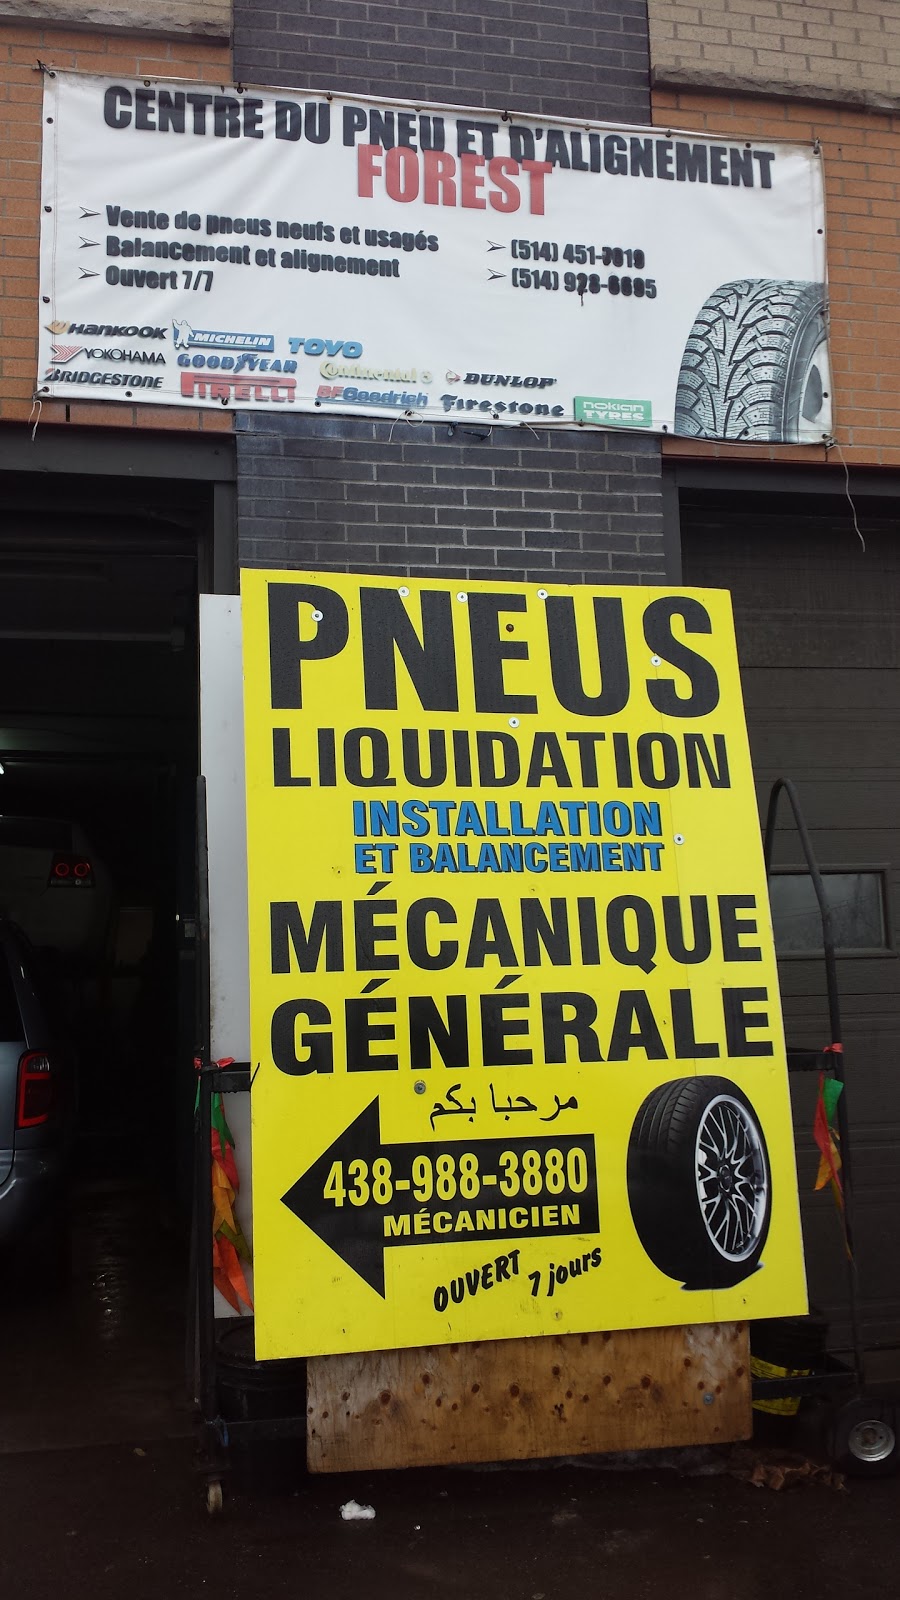 CENTRE DU PNEU ET D'ALIGNEMENT
FOREST
Vente de pneus neufs et usagés
Balancement et alignement
Ouvert 7/7
(514) 451-7019
(514) 928-6695
HANKOOK MICHELIN TOYO
YOKOHAMA GOODYEAR Continental DUNLOP
BRIDGESTONE PIRELLI BFGoodrich Firestone nokian TYRES
PNEUS
LIQUIDATION
INSTALLATION
ET BALANCEMENT
MÉCANIQUE
GÉNÉRALE
مرحبا بكم
438-988-3880
MÉCANICIEN
OUVERT 7 jours